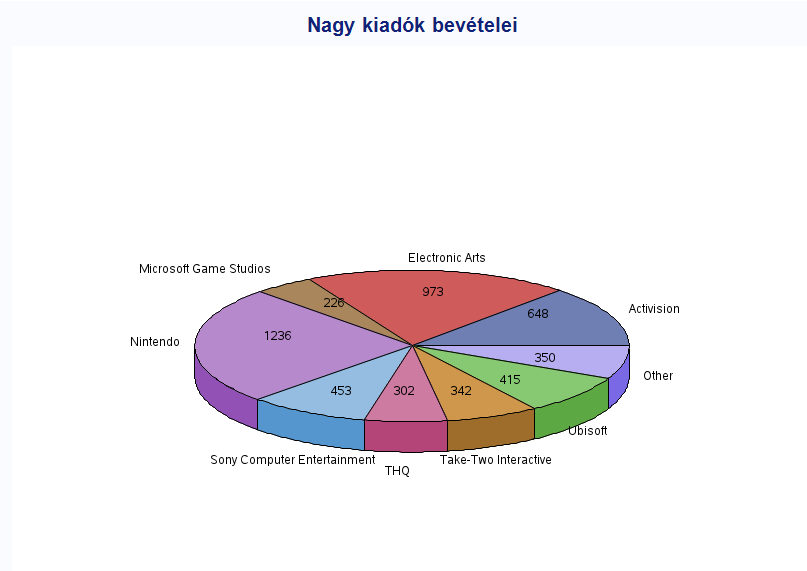 Nagy kiadók bevételei
Electronic Arts
Microsoft Game Studios
973
226
Activision
648
1236
Nintendo
350
Other
415
453
302
342
Ubisoft
Sony Computer Entertainment
Take-Two Interactive
THQ